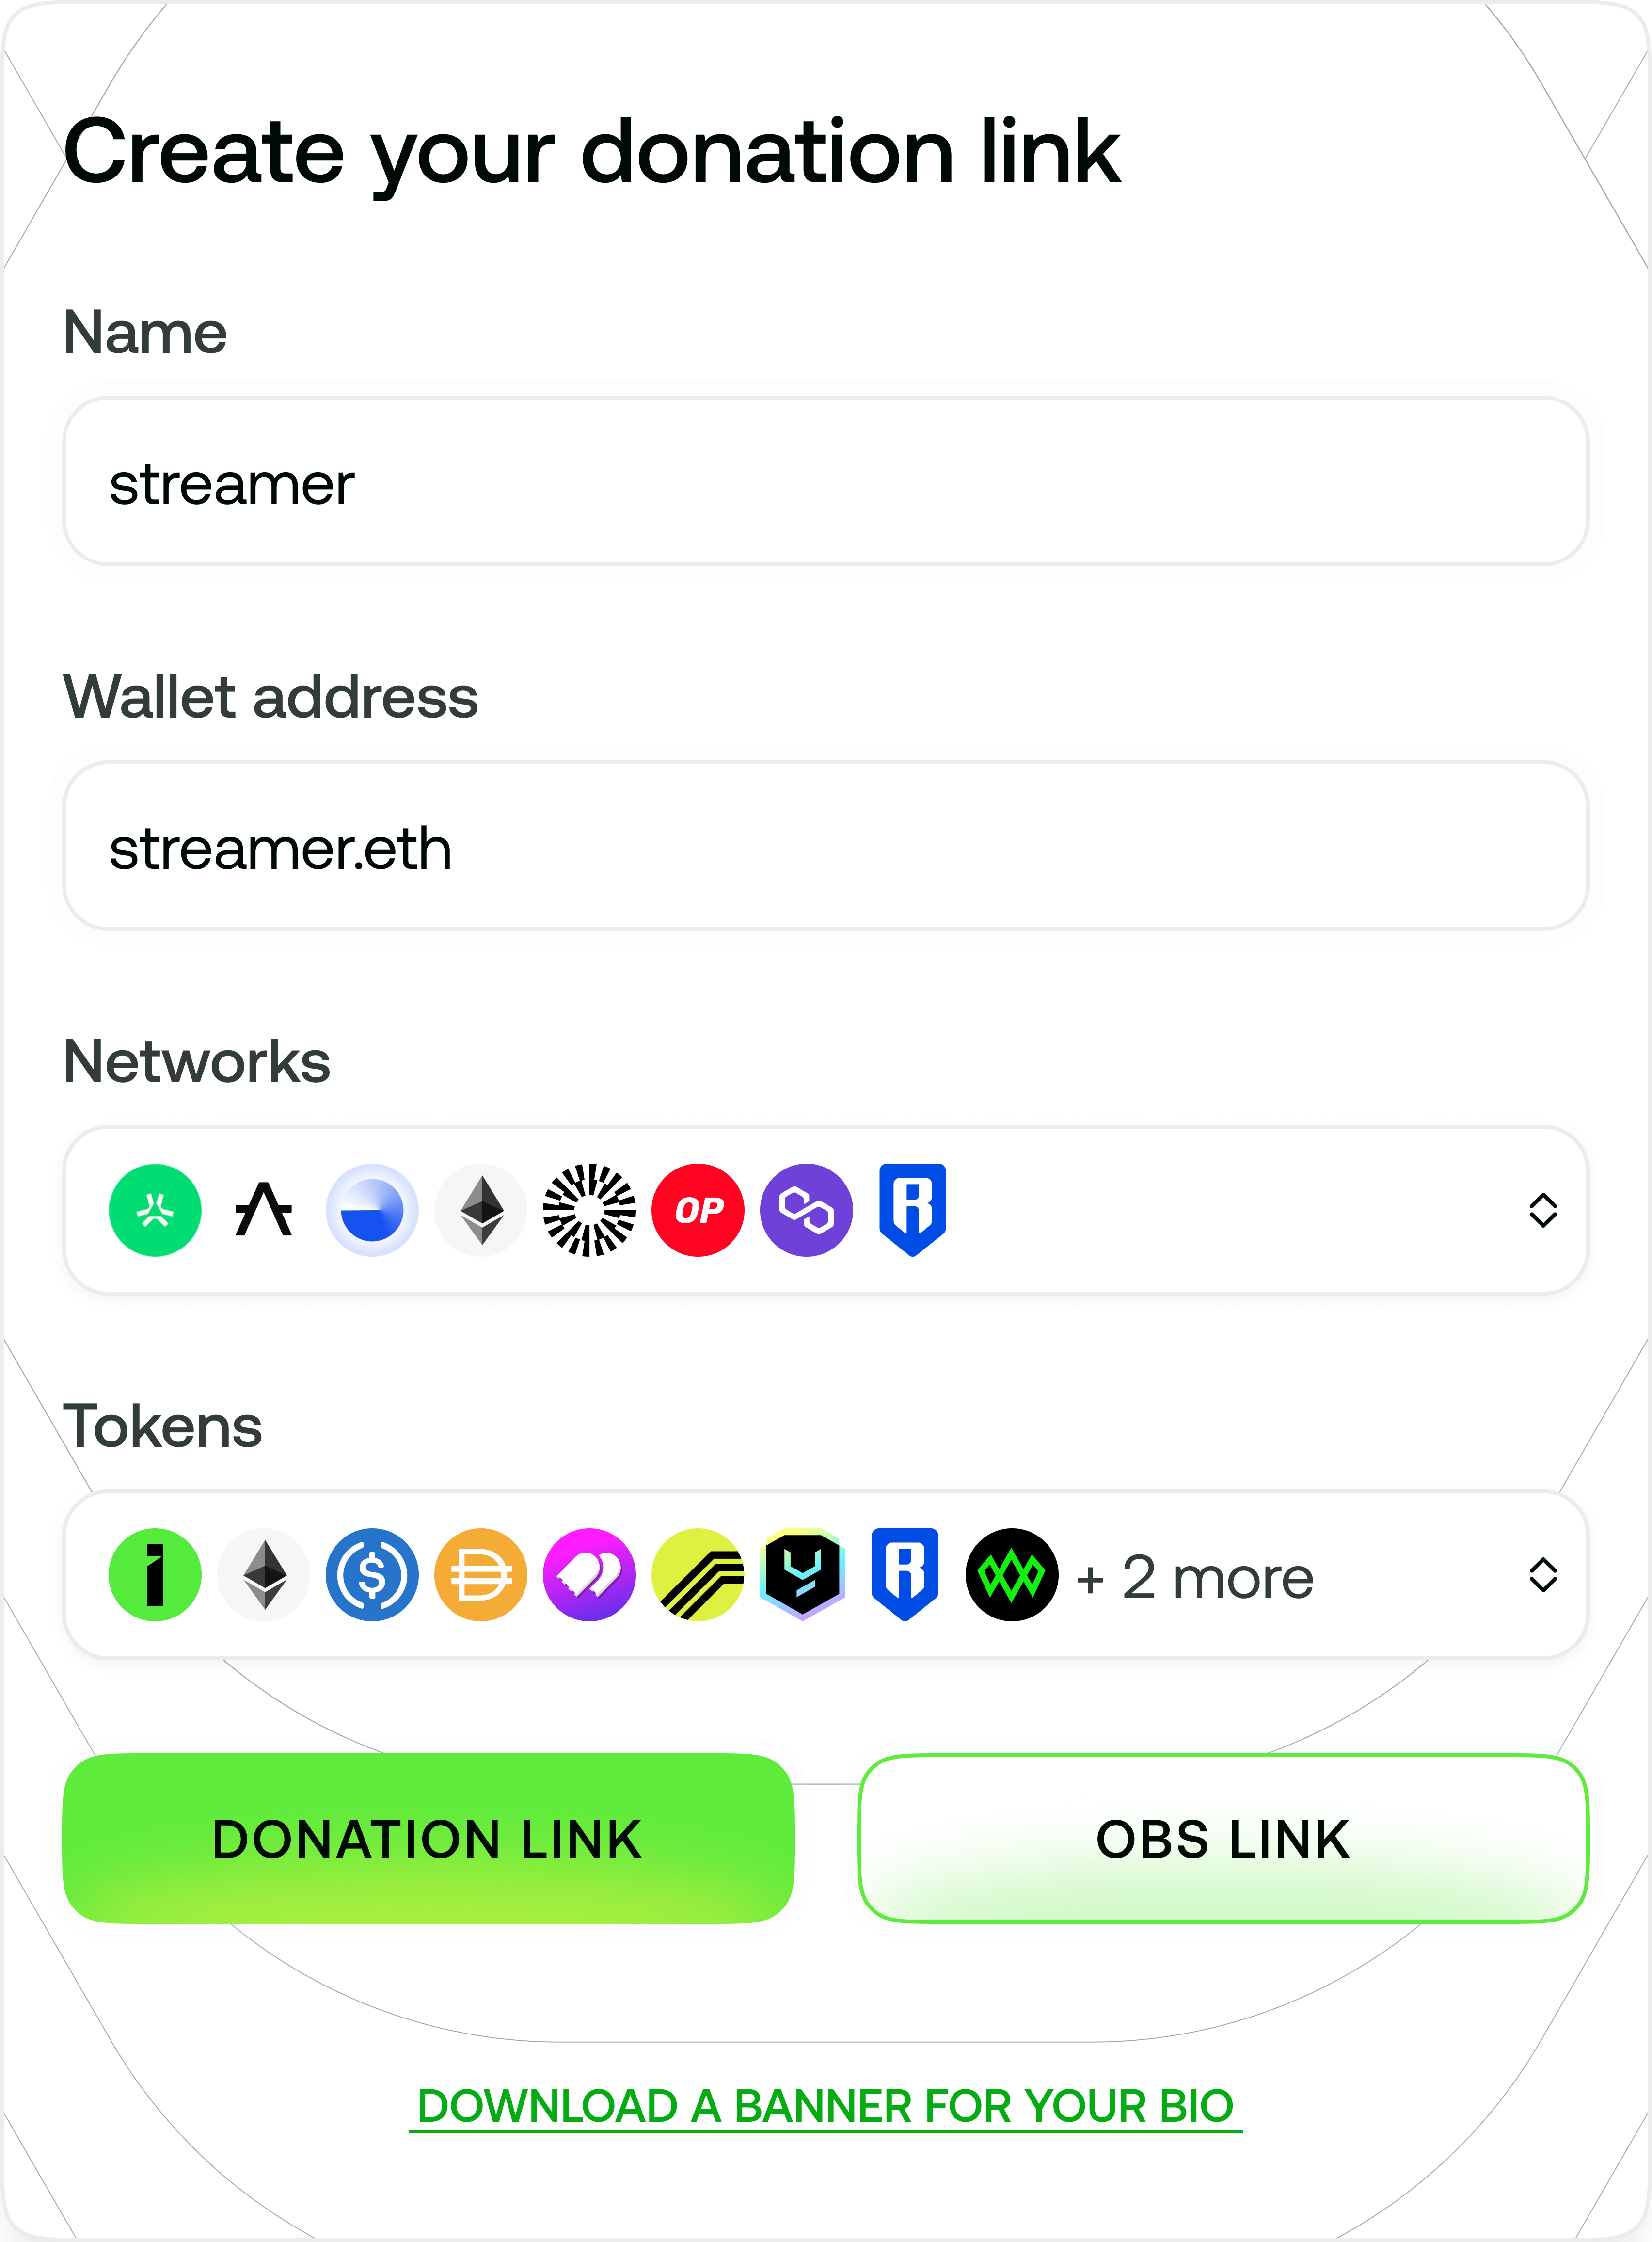 Create your donation link
Name
streamer
Wallet address
streamer.eth
Networks
OP
Tokens
+ 2 more
DONATION LINK
OBS LINK
DOWNLOAD A BANNER FOR YOUR BIO